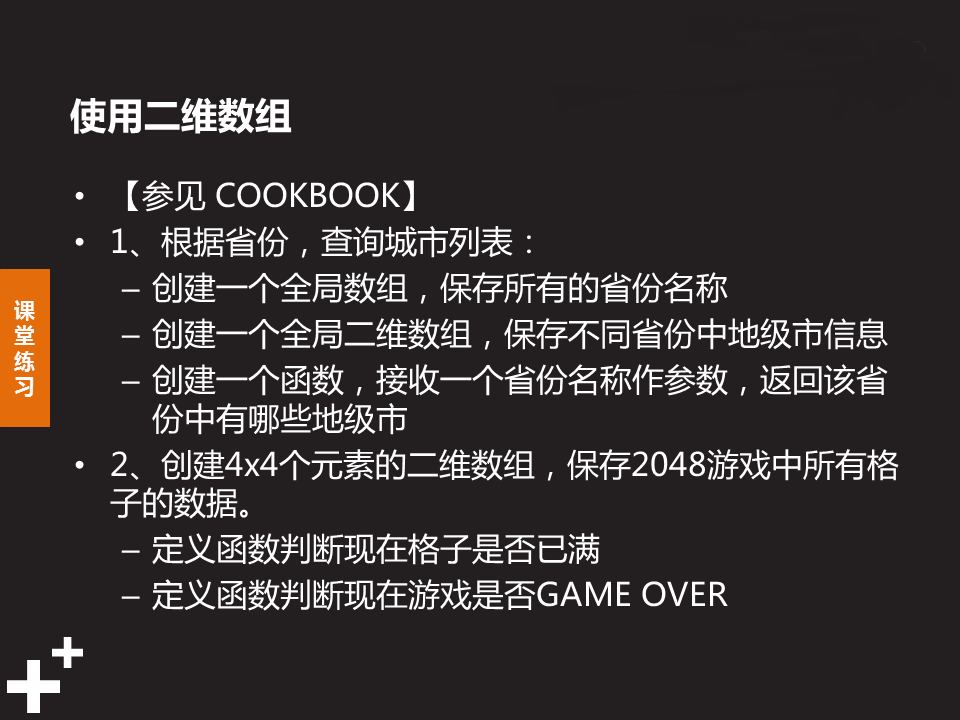 使用二维数组
• 【参见 COOKBOOK】
• 1、根据省份，查询城市列表：
– 创建一个全局数组，保存所有的省份名称
– 创建一个全局二维数组，保存不同省份中地级市信息
– 创建一个函数，接收一个省份名称作参数，返回该省
份中有哪些地级市
• 2、创建4x4个元素的二维数组，保存2048游戏中所有格
子的数据。
– 定义函数判断现在格子是否已满
– 定义函数判断现在游戏是否GAME OVER
课
堂
练
习